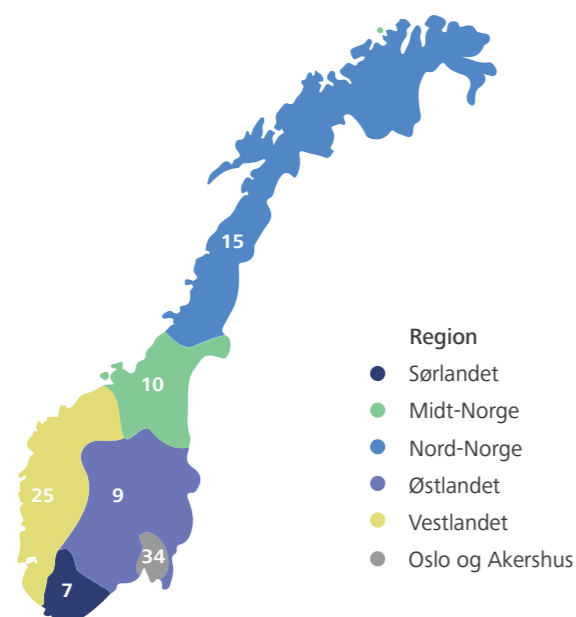 15
10
25
9
34
7
Region
Sørlandet
Midt-Norge
Nord-Norge
Østlandet
Vestlandet
Oslo og Akershus